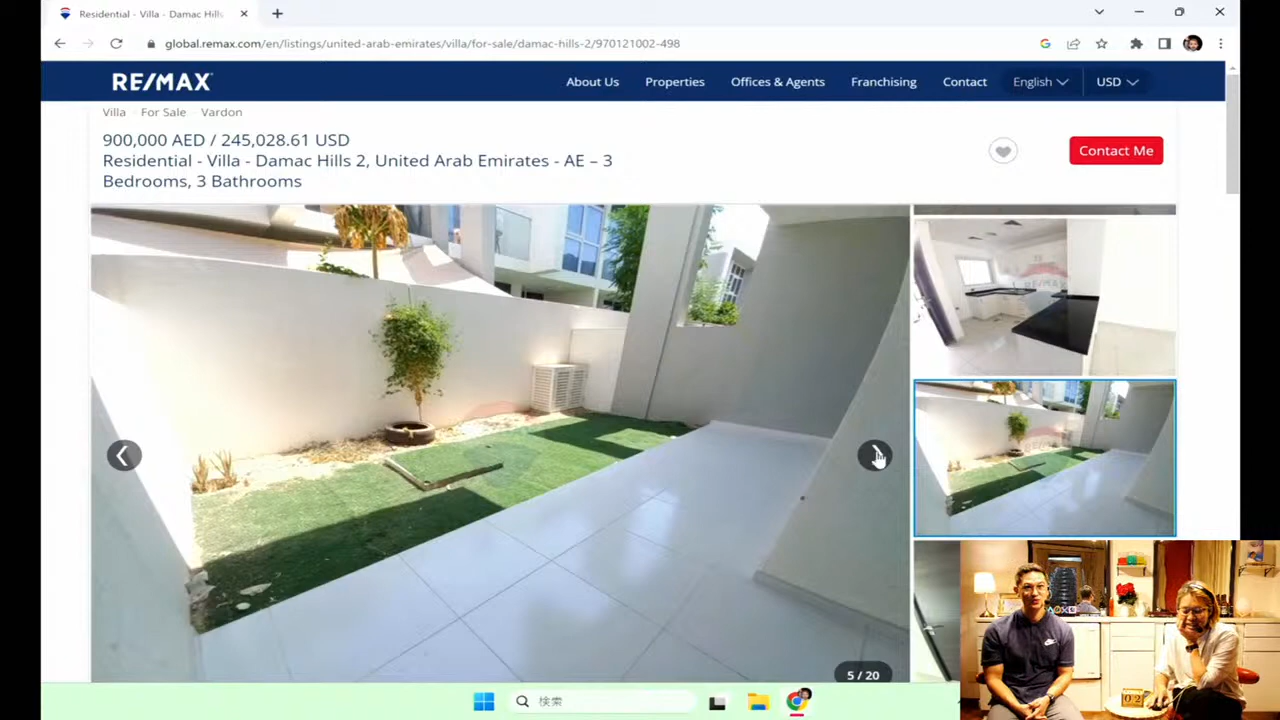 Residential - Villa - Damac Hills
global.remax.com/en/listings/united-arab-emirates/villa/for-sale/damac-hills-2/970121002-498
RE/MAX
About Us
Properties
Offices & Agents
Franchising
Contact
English
USD
Villa
For Sale
Vardon
900,000 AED / 245,028.61 USD
Residential - Villa - Damac Hills 2, United Arab Emirates - AE – 3
Bedrooms, 3 Bathrooms
Contact Me
5 / 20
検索